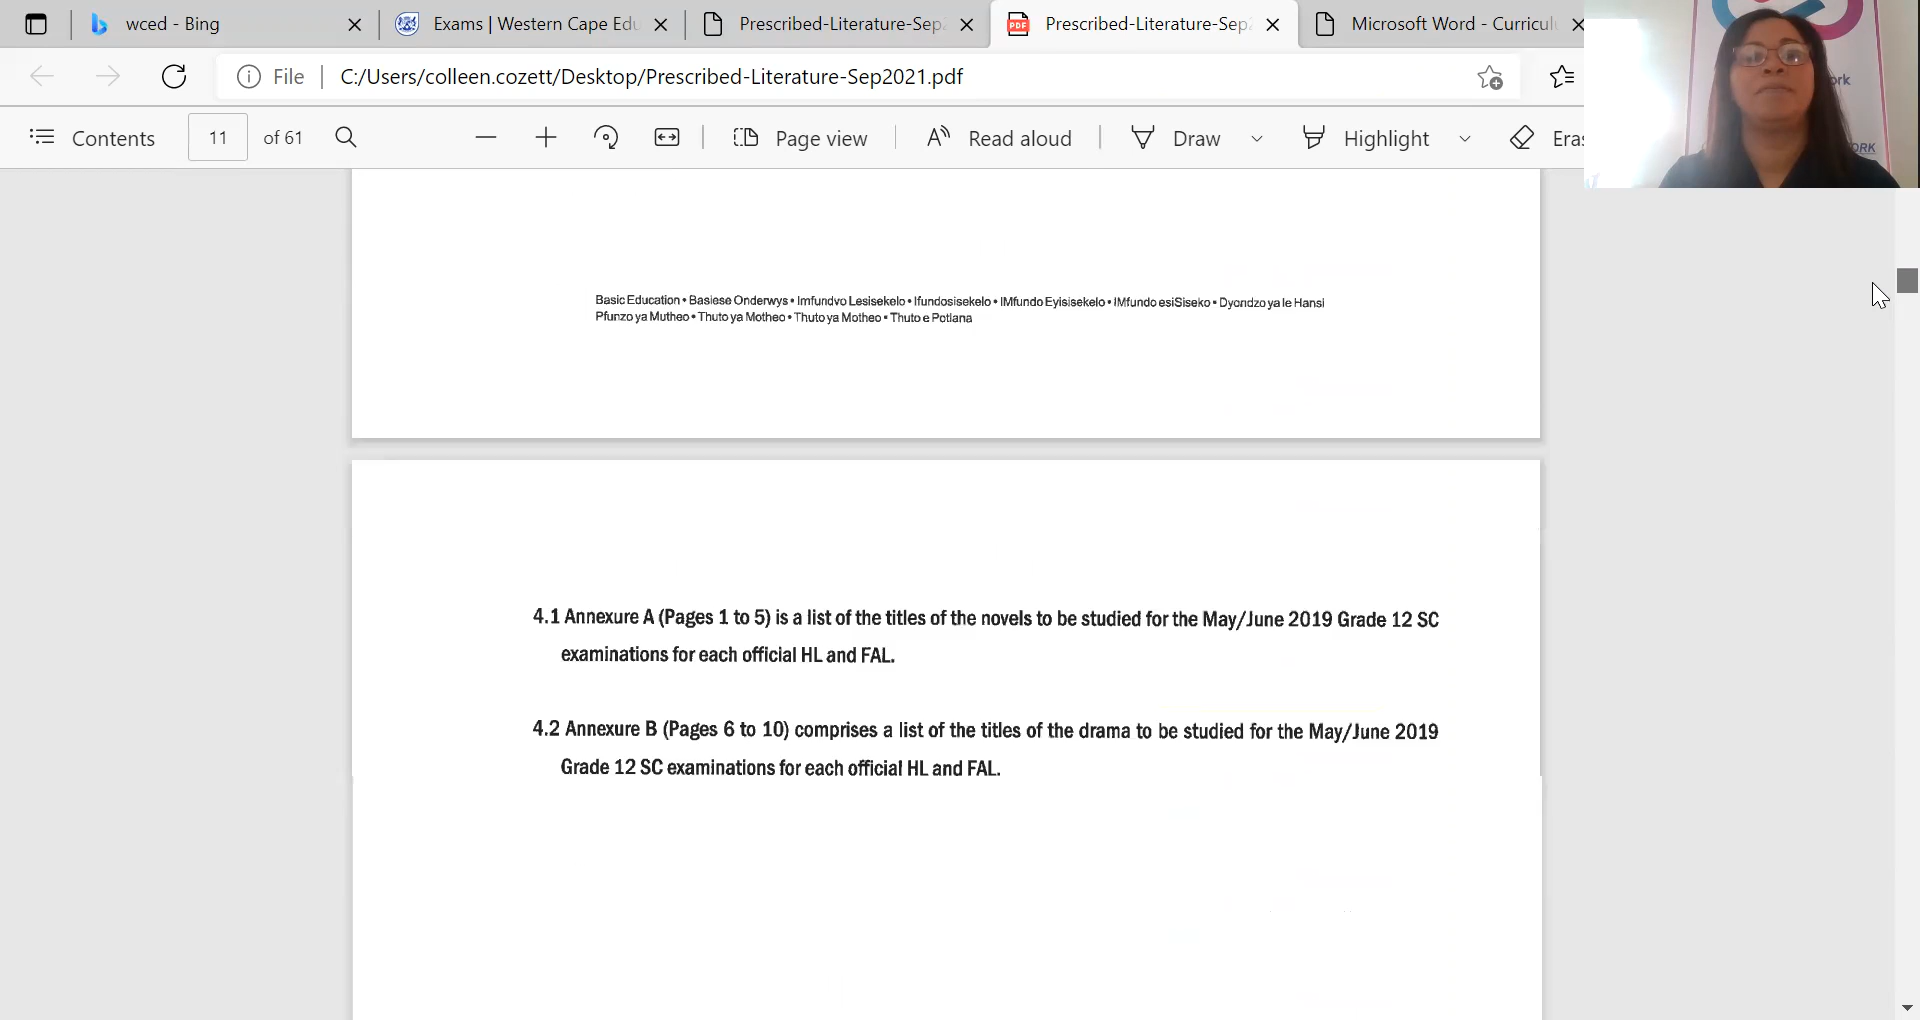 wced - Bing
Exams | Western Cape Edu
Prescribed-Literature-Sep2
Prescribed-Literature-Sep2
Microsoft Word - Curricul
File
C:/Users/colleen.cozett/Desktop/Prescribed-Literature-Sep2021.pdf
Contents
11
of 61
Page view
Read aloud
Draw
Highlight
Eras
Basic Education • Basiese Onderwys • Imfundvo Lesisekelo • Ifundosisekelo • IMfundo Eyisisekelo • IMfundo esiSiseko • Dyondzo ya le Hansi
Pfunzo ya Mutheo • Thuto ya Motheo • Thuto ya Motheo • Thuto e Potlana
4.1 Annexure A (Pages 1 to 5) is a list of the titles of the novels to be studied for the May/June 2019 Grade 12 SC
examinations for each official HL and FAL.
4.2 Annexure B (Pages 6 to 10) comprises a list of the titles of the drama to be studied for the May/June 2019
Grade 12 SC examinations for each official HL and FAL.